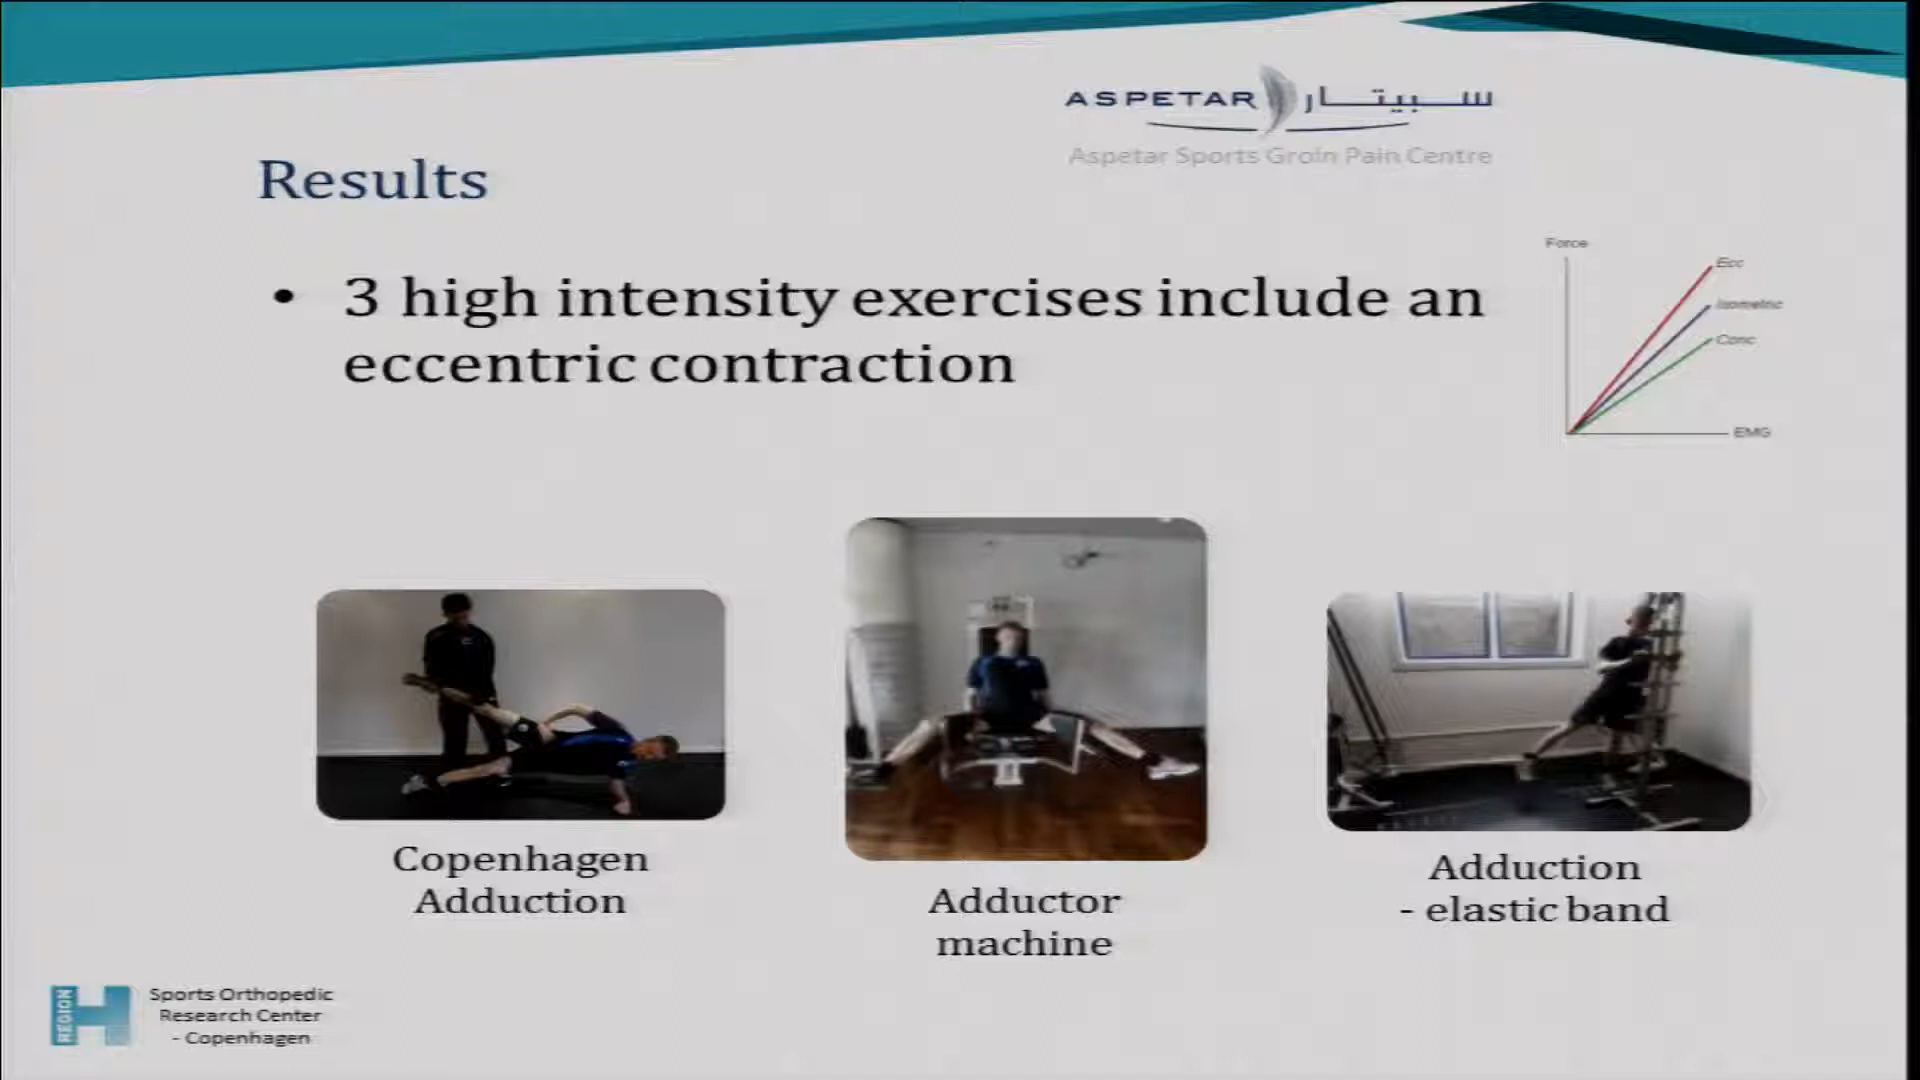 ASPETAR سبيتار
Aspetar Sports Groin Pain Centre
Results
• 3 high intensity exercises include an
eccentric contraction
Force
Ecc
Isometric
Conc
EMG
Copenhagen
Adduction
Adductor
machine
Adduction
- elastic band
REGION H
Sports Orthopedic
Research Center
- Copenhagen